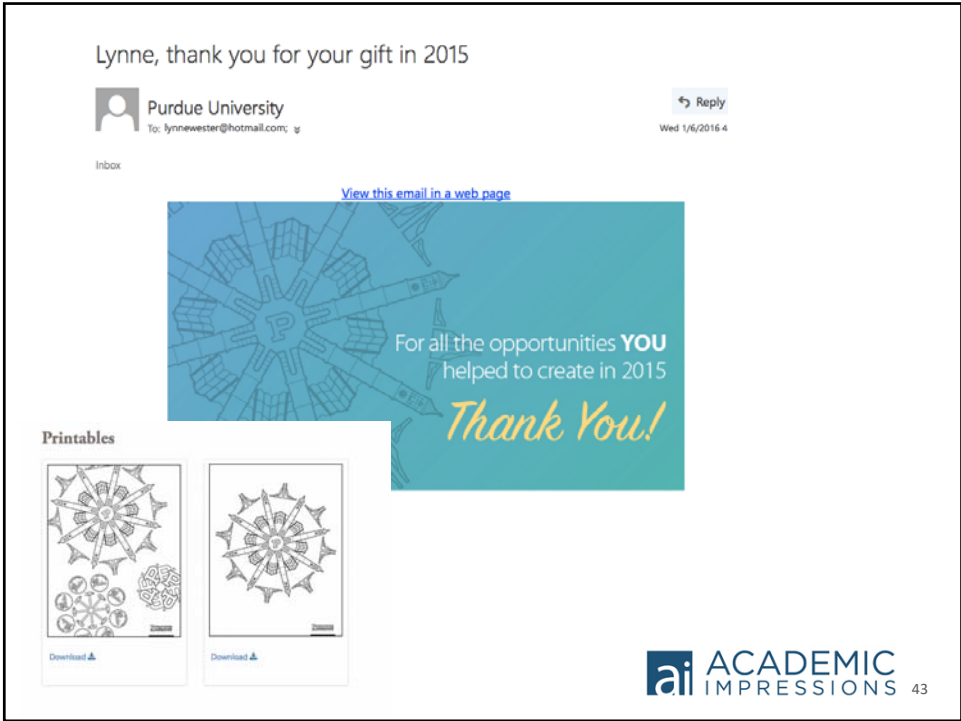 Lynne, thank you for your gift in 2015
Purdue University
Reply
To: lynnewester@hotmail.com;
Wed 1/6/2016 4
Inbox
View this email in a web page
P
For all the opportunities YOU
helped to create in 2015
Thank You!
Printables
P
P
Download
Download
ai ACADEMIC
IMPRESSIONS
43